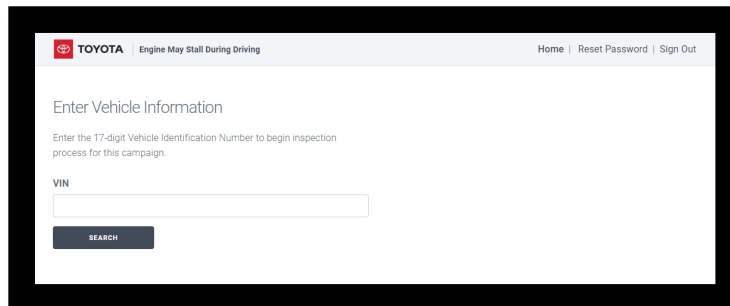 TOYOTA Engine May Stall During Driving Home | Reset Password | Sign Out
Enter Vehicle Information
Enter the 17-digit Vehicle Identification Number to begin inspection
process for this campaign.
VIN
SEARCH